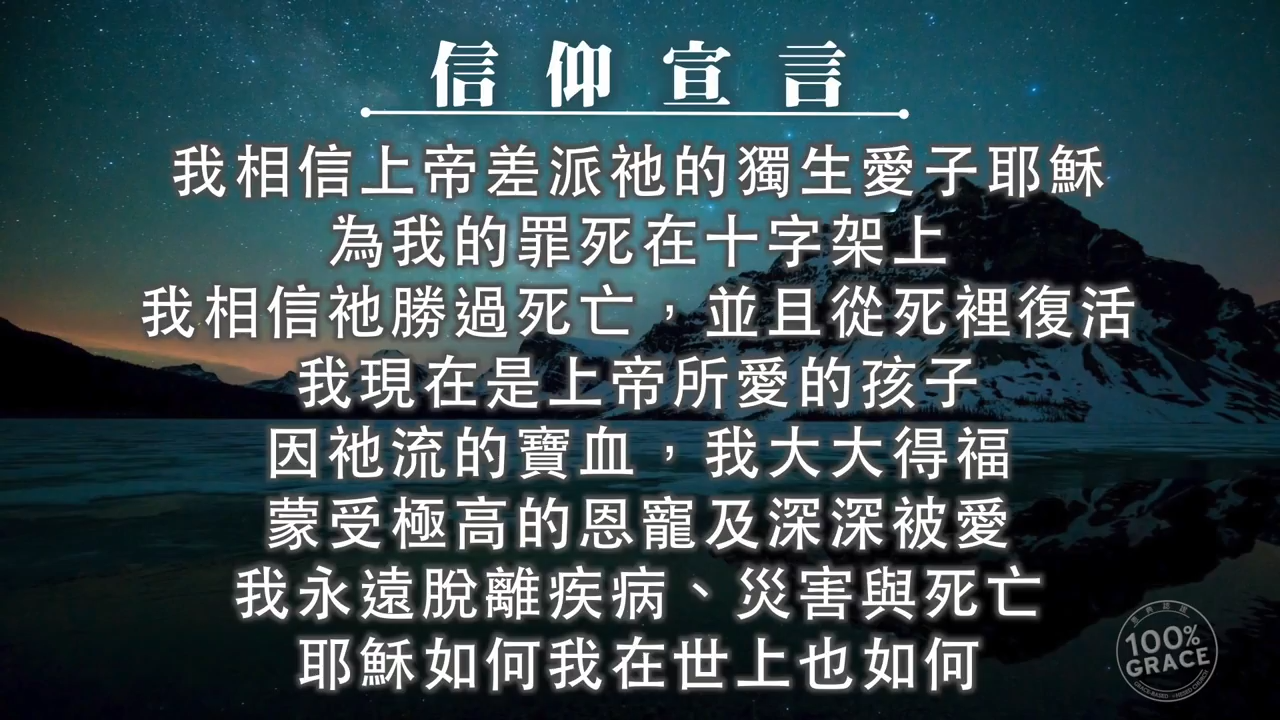 信仰宣言
我相信上帝差派祂的獨生愛子耶穌
為我的罪死在十字架上
我相信祂勝過死亡，並且從死裡復活
我現在是上帝所愛的孩子
因祂流的寶血，我大大得福
蒙受極高的恩寵及深深被愛
我永遠脫離疾病、災害與死亡
耶穌如何我在世上也如何
100%
GRACE